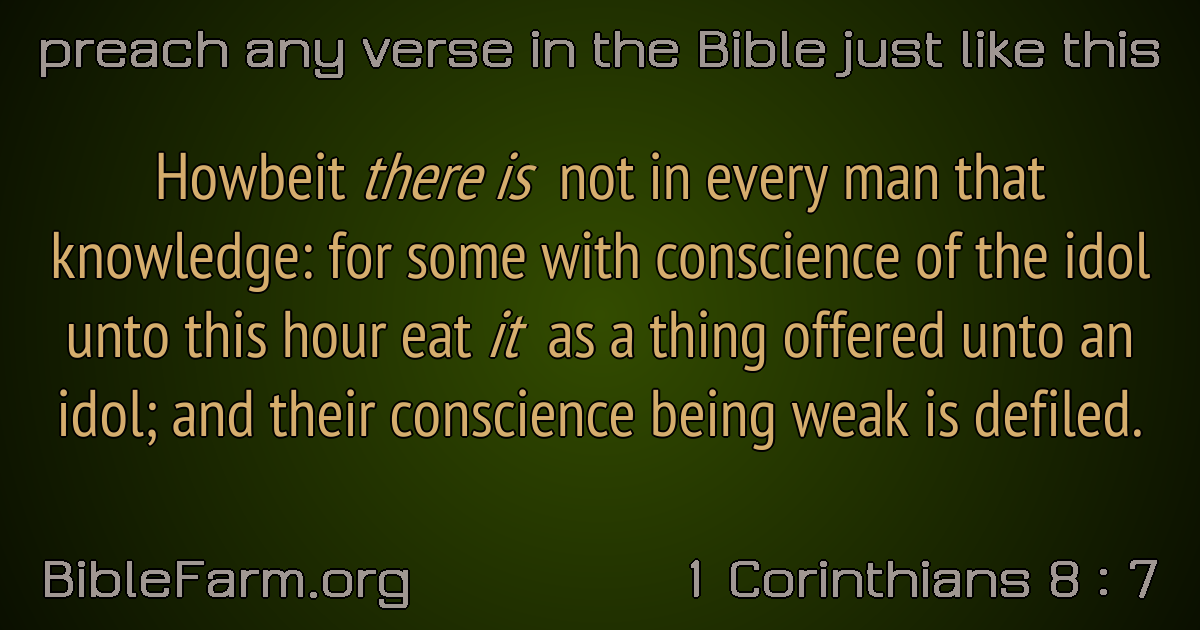 preach any verse in the Bible just like this
Howbeit there is not in every man that
knowledge: for some with conscience of the idol
unto this hour eat it as a thing offered unto an
idol; and their conscience being weak is defiled.
BibleFarm.org
1 Corinthians 8 : 7